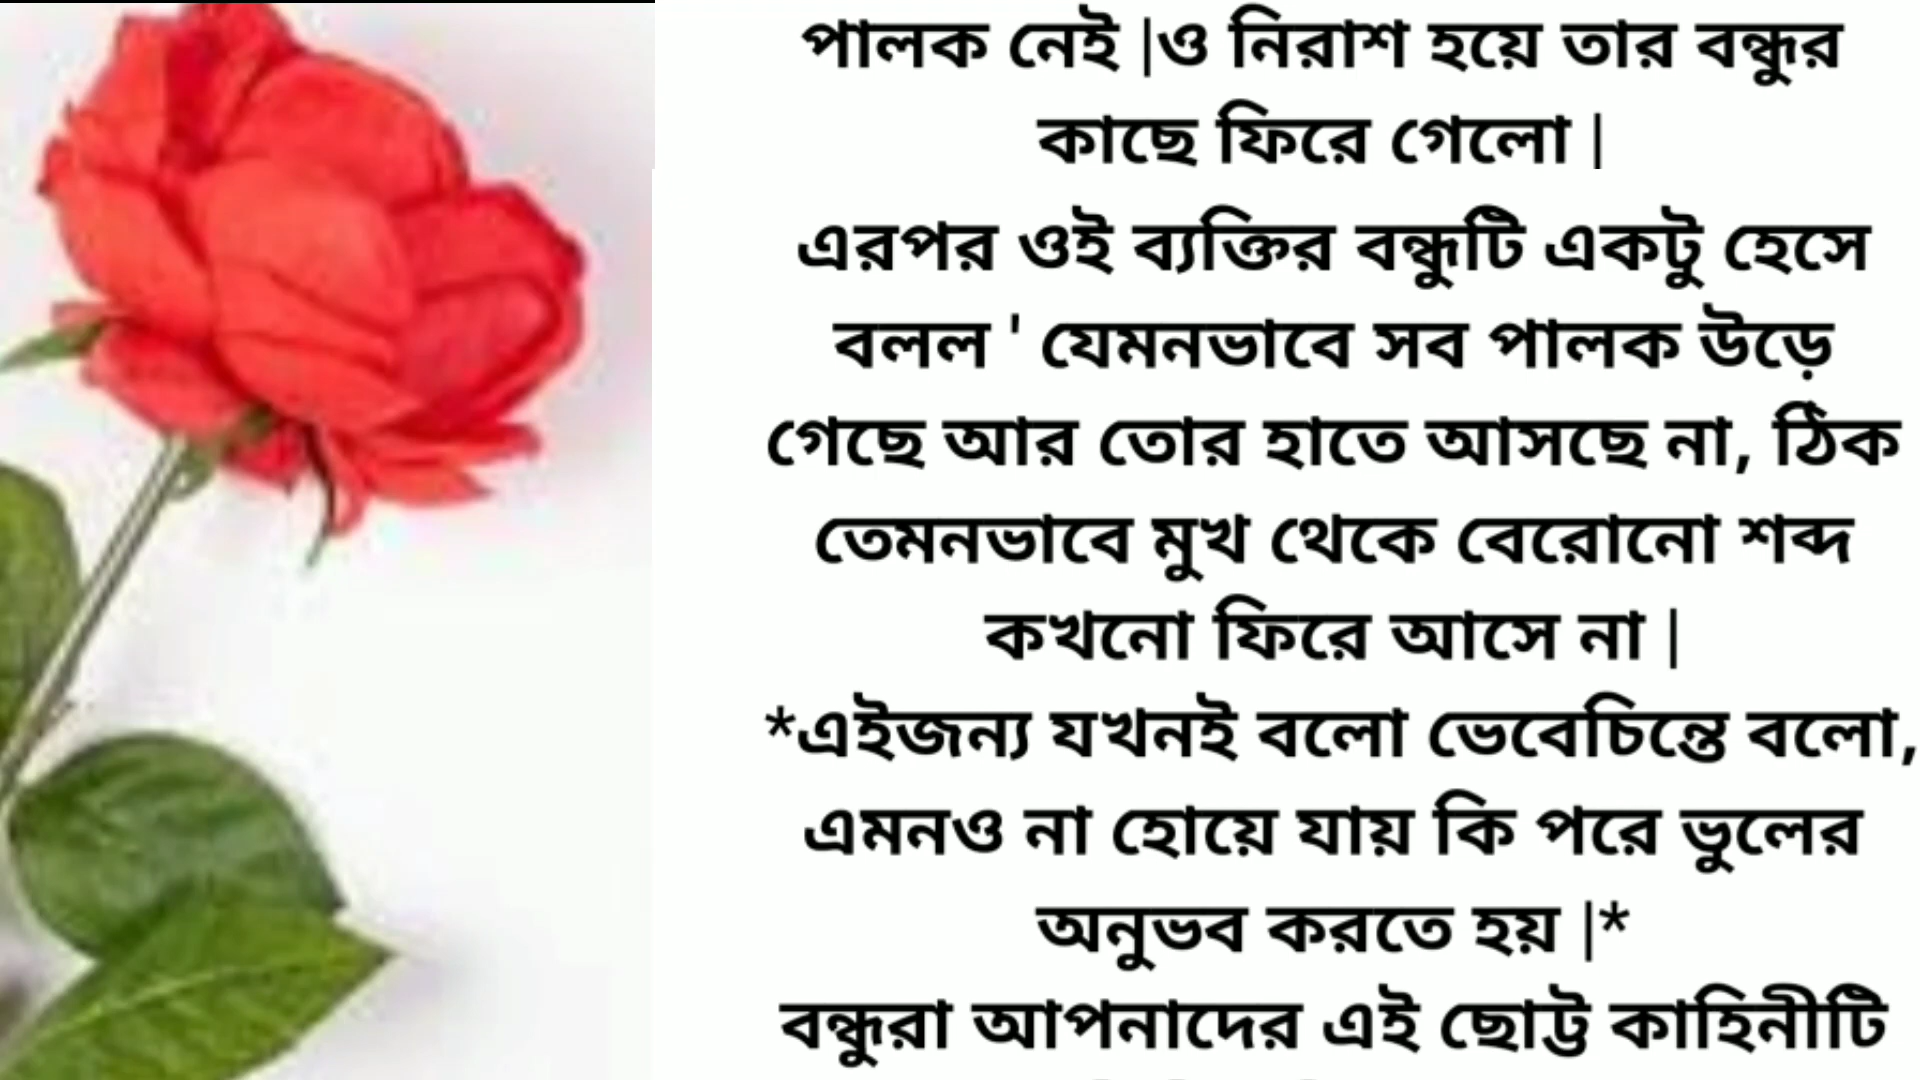 পালক নেই |ও নিরাশ হয়ে তার বন্ধুর
কাছে ফিরে গেলো |
এরপর ওই ব্যক্তির বন্ধুটি একটু হেসে
বলল ' যেমনভাবে সব পালক উড়ে
গেছে আর তোর হাতে আসছে না, ঠিক
তেমনভাবে মুখ থেকে বেরোনো শব্দ
কখনো ফিরে আসে না |
*এইজন্য যখনই বলো ভেবেচিন্তে বলো,
এমনও না হোয়ে যায় কি পরে ভুলের
অনুভব করতে হয় |*
বন্ধুরা আপনাদের এই ছোট্ট কাহিনীটি